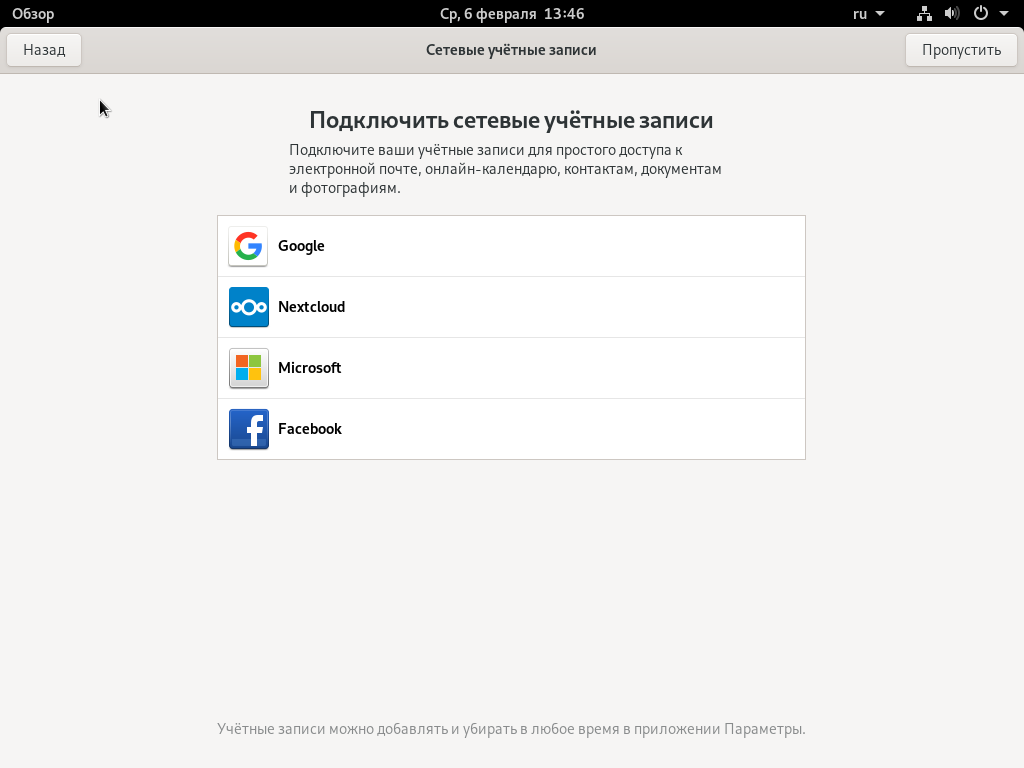 Обзор
Ср, 6 февраля 13:46
ru
Назад
Сетевые учётные записи
Пропустить
Подключить сетевые учётные записи
Подключите ваши учётные записи для простого доступа к
электронной почте, онлайн-календарю, контактам, документам
и фотографиям.
Google
Nextcloud
Microsoft
Facebook
Учётные записи можно добавлять и убирать в любое время в приложении Параметры.